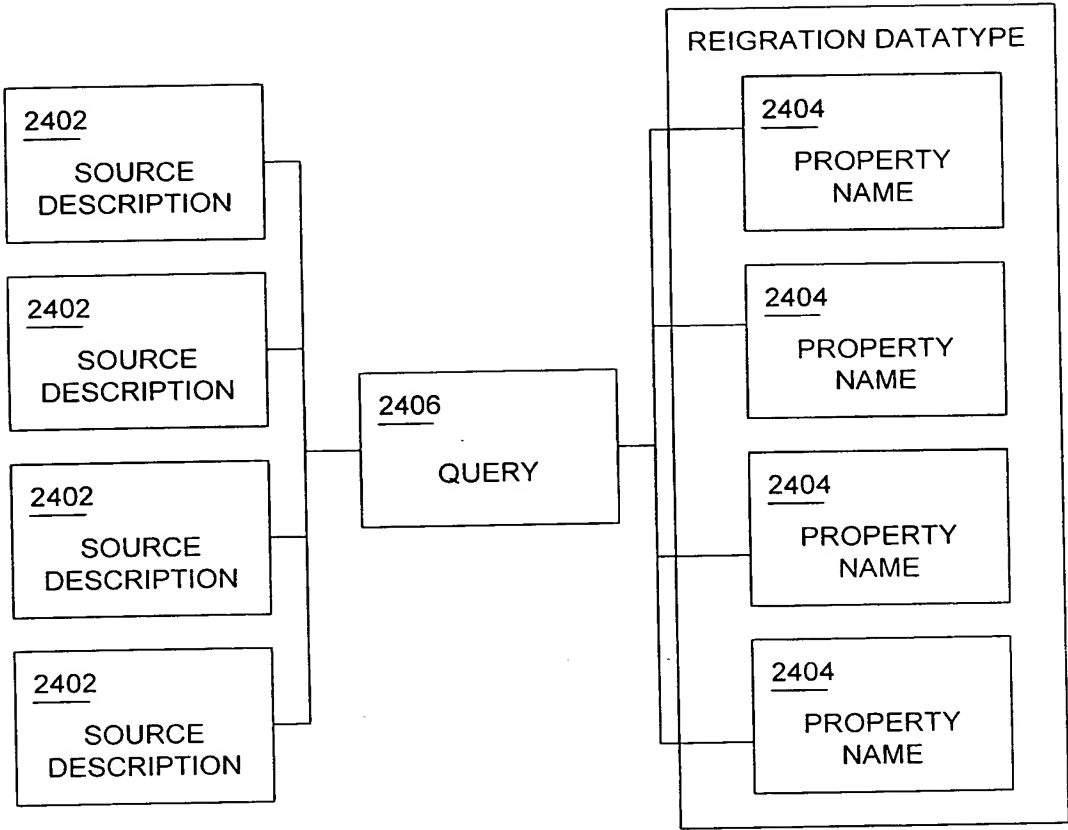 2402
SOURCE
DESCRIPTION
2402
SOURCE
DESCRIPTION
2402
SOURCE
DESCRIPTION
2402
SOURCE
DESCRIPTION
2406
QUERY
REIGRATION DATATYPE
2404
PROPERTY
NAME
2404
PROPERTY
NAME
2404
PROPERTY
NAME
2404
PROPERTY
NAME